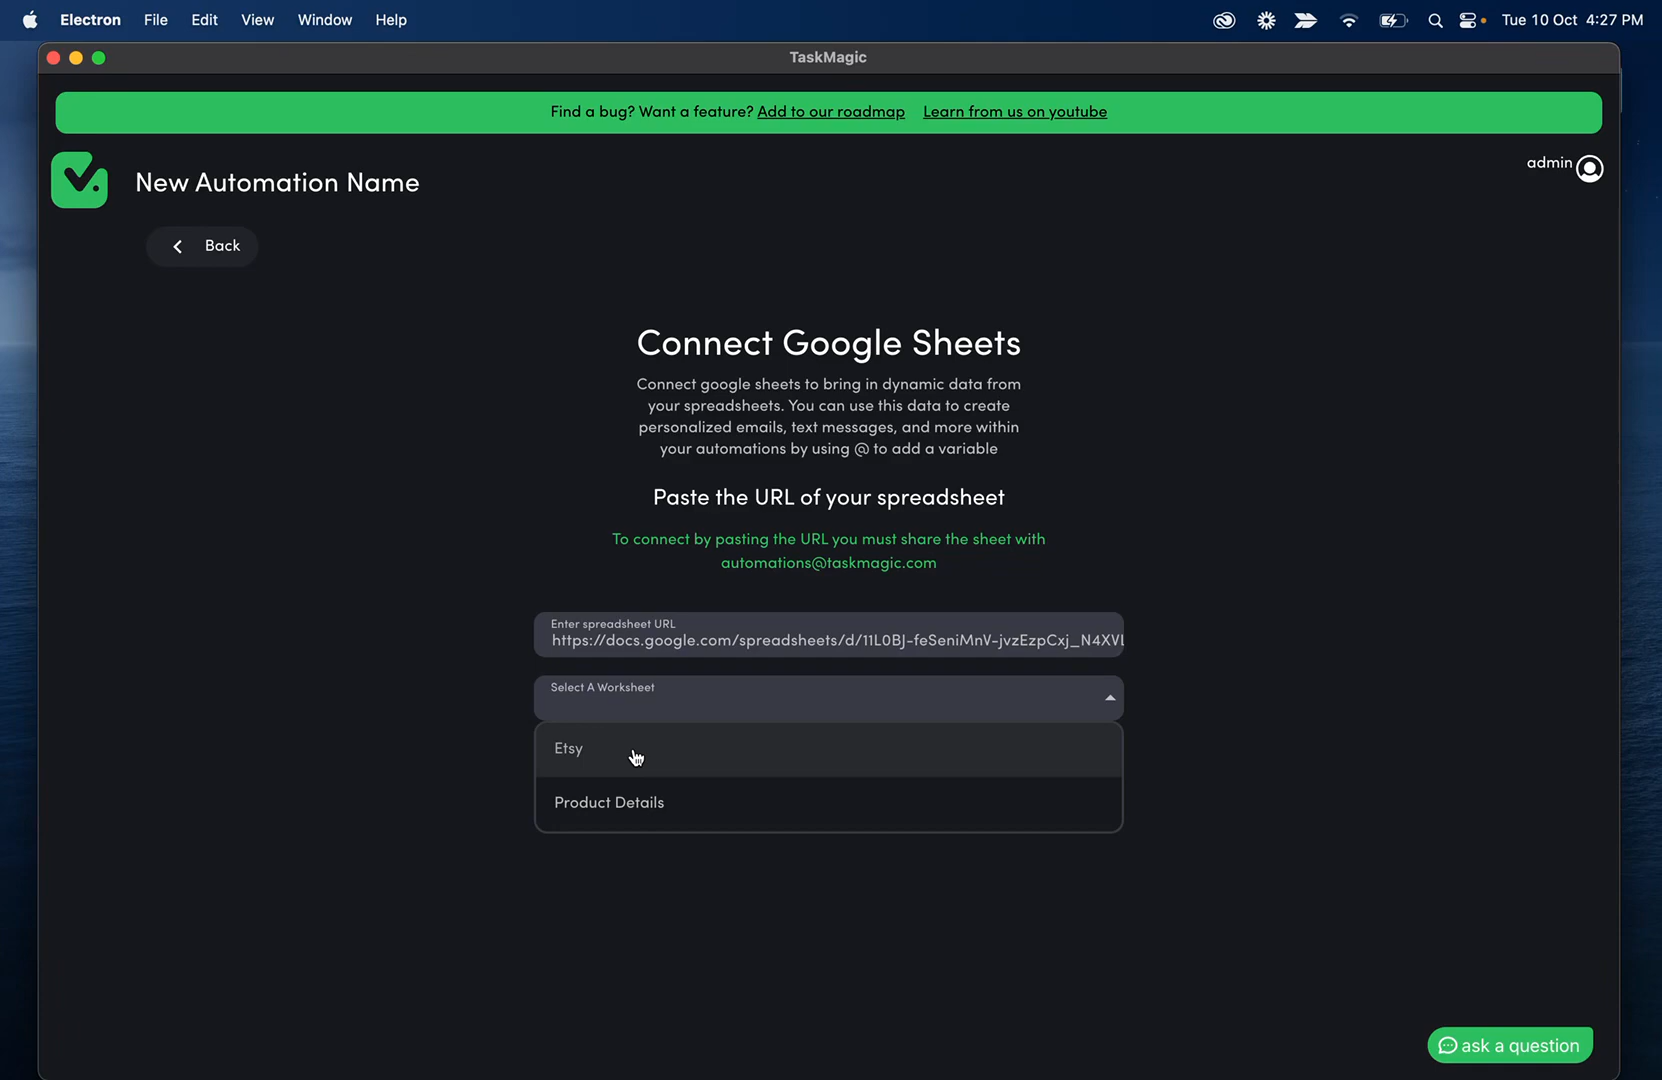 Electron File Edit View Window Help Tue 10 Oct 4:27 PM
TaskMagic
Find a bug? Want a feature? Add to our roadmap Learn from us on youtube
New Automation Name
admin
Back
Connect Google Sheets
Connect google sheets to bring in dynamic data from
your spreadsheets. You can use this data to create
personalized emails, text messages, and more within
your automations by using @ to add a variable
Paste the URL of your spreadsheet
To connect by pasting the URL you must share the sheet with
automations@taskmagic.com
Enter spreadsheet URL
https://docs.google.com/spreadsheets/d/11L0BJ-feSeniMnV-jvzEzpCxj_N4XVL
Select A Worksheet
Etsy
Product Details
ask a question